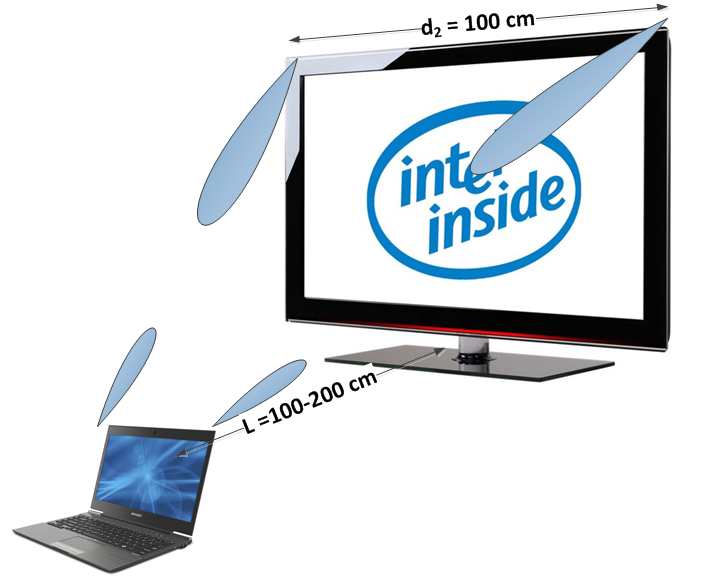 d₂ = 100 cm
intel
inside
L =100-200 cm